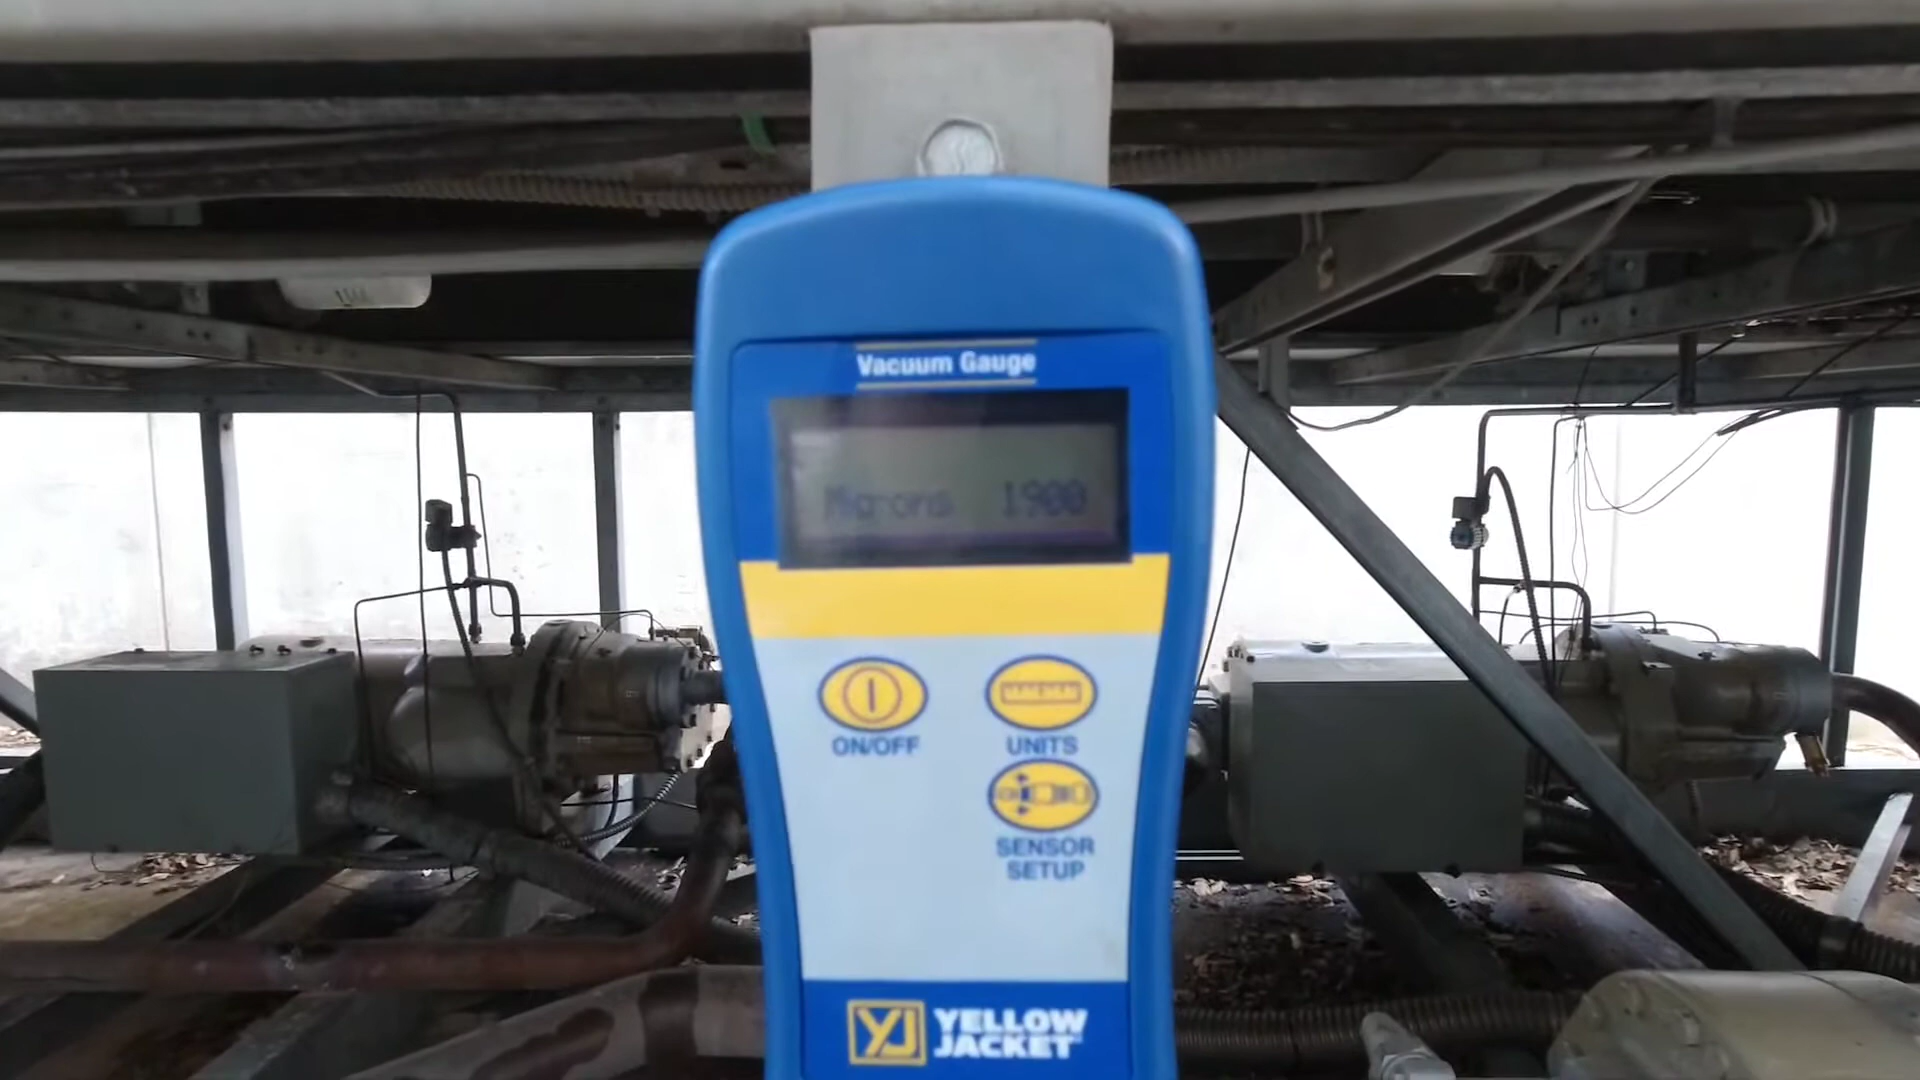 Vacuum Gauge
Microns 1900
ON/OFF
UNITS
SENSOR
SETUP
YJ YELLOW
JACKET